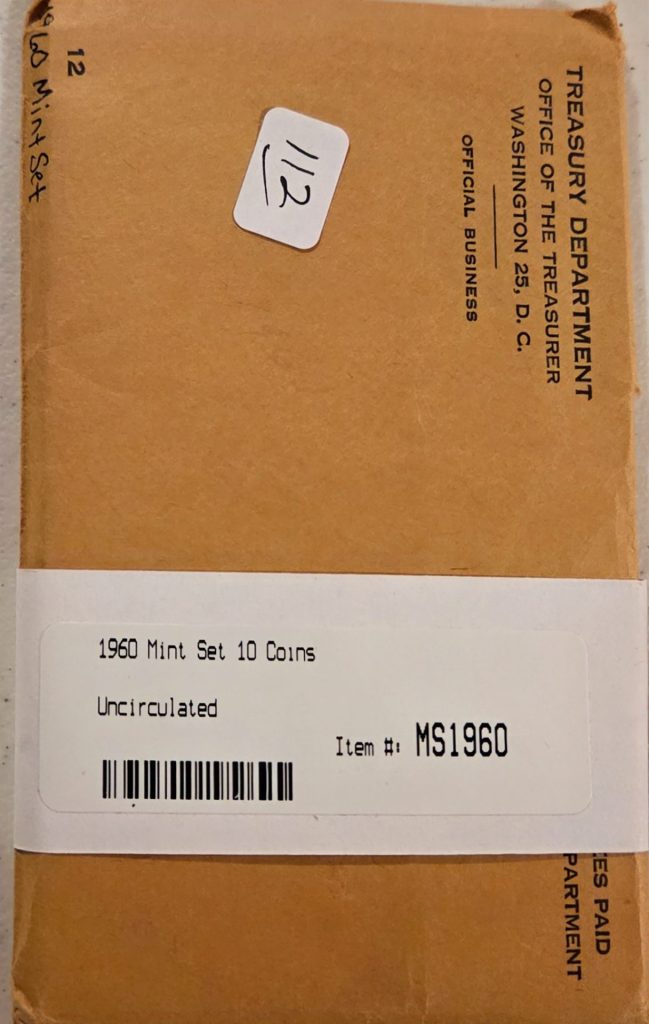 1960 Mint Set
12
112
TREASURY DEPARTMENT
OFFICE OF THE TREASURER
WASHINGTON 25, D. C.
OFFICIAL BUSINESS
1960 Mint Set 10 Coins
Uncirculated
Item #: MS1960
ES PAID
PARTMENT